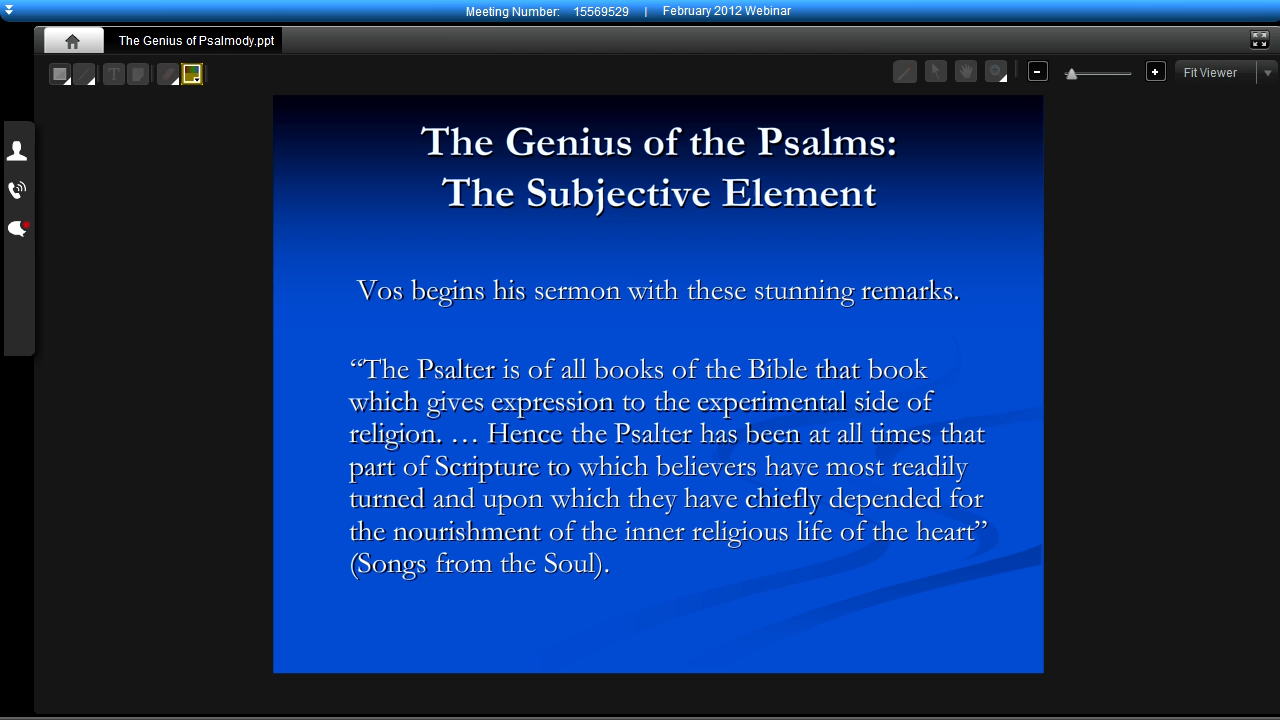 Meeting Number: 15569529 | February 2012 Webinar
The Genius of Psalmody.ppt
T
Fit Viewer
The Genius of the Psalms:
The Subjective Element
Vos begins his sermon with these stunning remarks.
“The Psalter is of all books of the Bible that book
which gives expression to the experimental side of
religion. … Hence the Psalter has been at all times that
part of Scripture to which believers have most readily
turned and upon which they have chiefly depended for
the nourishment of the inner religious life of the heart”
(Songs from the Soul).